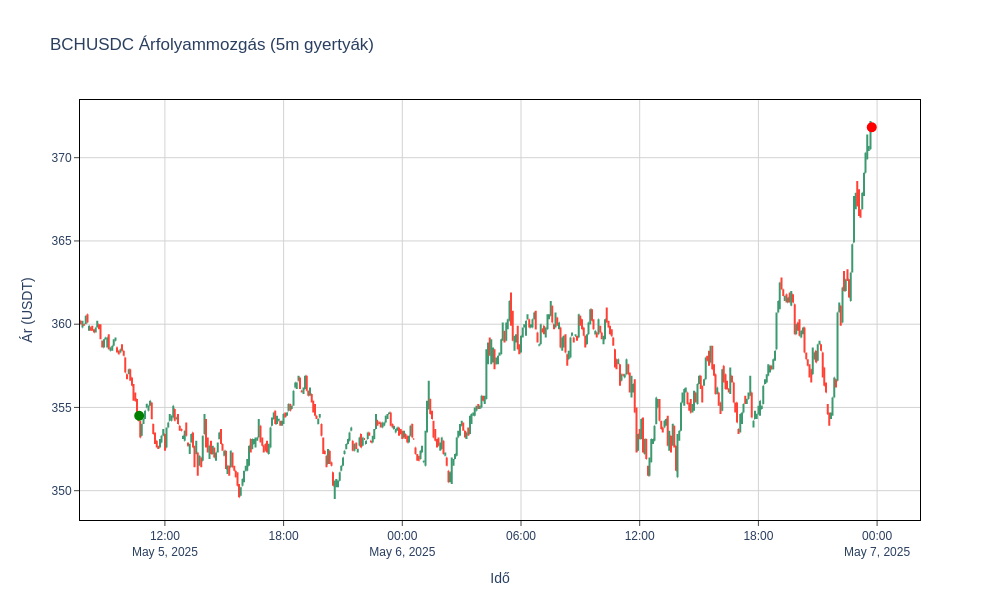 BCHUSDC Árfolyammozgás (5m gyertyák)
Ár (USDT)
370
365
360
355
350
12:00
May 5, 2025
18:00
00:00
May 6, 2025
06:00
12:00
18:00
00:00
May 7, 2025
Idő